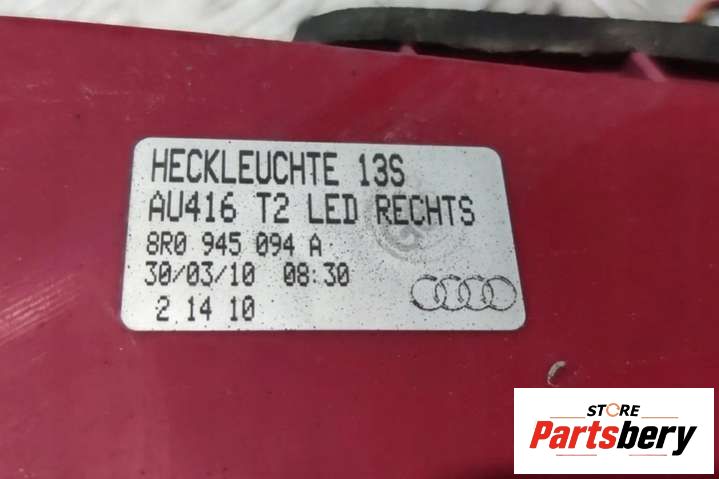 HECKLEUCHTE 13S
AU416 T2 LED RECHTS
8R0 945 094 A
30/03/10 08:30
2 14 10
STORE
Partsbery